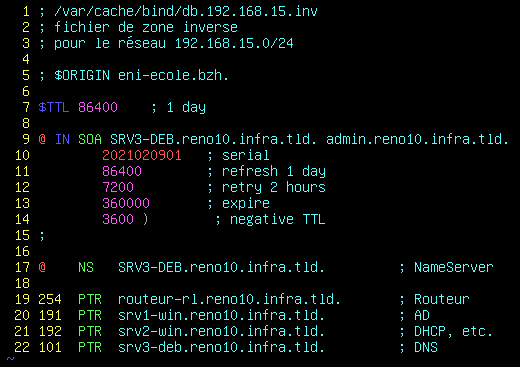 1 ; /var/cache/bind/db.192.168.15.inv
2 ; fichier de zone inverse
3 ; pour le réseau 192.168.15.0/24
4
5 ; $ORIGIN eni-ecole.bzh.
6
7 $TTL 86400    ; 1 day
8
9 @ IN SOA SRV3-DEB.reno10.infra.tld. admin.reno10.infra.tld.
10         2021020901   ; serial
11         86400        ; refresh 1 day
12         7200         ; retry 2 hours
13         360000       ; expire
14         3600 )        ; negative TTL
15 ;
16
17 @    NS   SRV3-DEB.reno10.infra.tld.         ; NameServer
18
19 254  PTR  routeur-rl.reno10.infra.tld.       ; Routeur
20 191  PTR  srv1-win.reno10.infra.tld.         ; AD
21 192  PTR  srv2-win.reno10.infra.tld.         ; DHCP, etc.
22 101  PTR  srv3-deb.reno10.infra.tld.         ; DNS
~